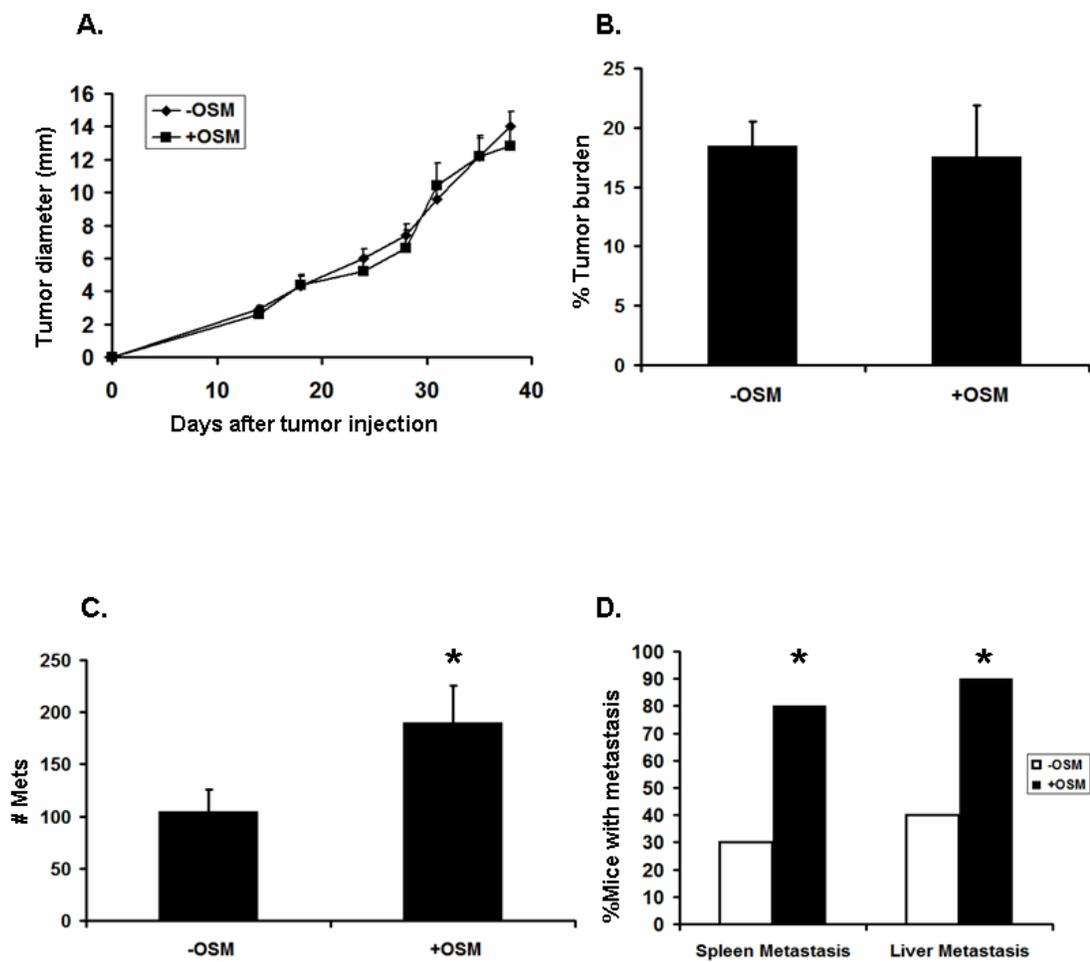 A.
16
14
12
10
8
6
4
2
0
Tumor diameter (mm)
-OSM
+OSM
0 10 20 30 40
Days after tumor injection
B.
25
20
15
10
5
0
% Tumor burden
-OSM +OSM
C.
250
200
150
100
50
0
# Mets
*
-OSM +OSM
D.
100
90
80
70
60
50
40
30
20
10
0
%Mice with metastasis
* *
-OSM
+OSM
Spleen Metastasis Liver Metastasis